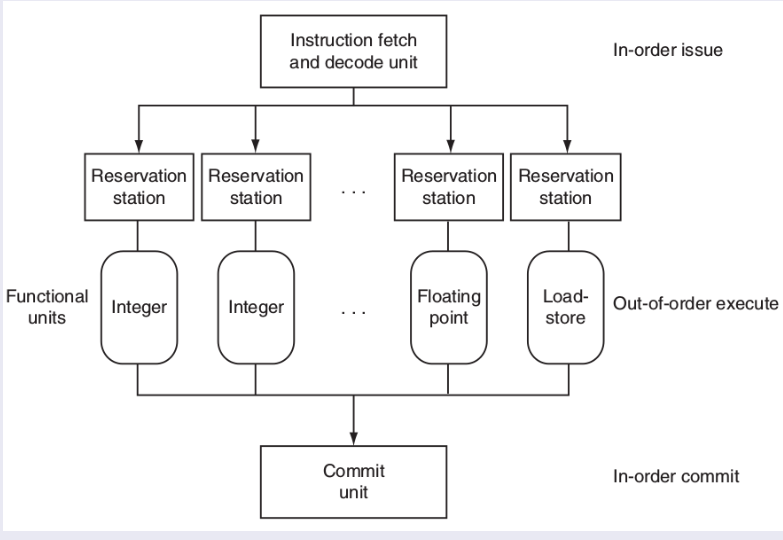 Instruction fetch
and decode unit
In-order issue
Reservation
station
Reservation
station
. . .
Reservation
station
Reservation
station
Functional
units
Integer
Integer
. . .
Floating
point
Load-
store
Out-of-order execute
Commit
unit
In-order commit